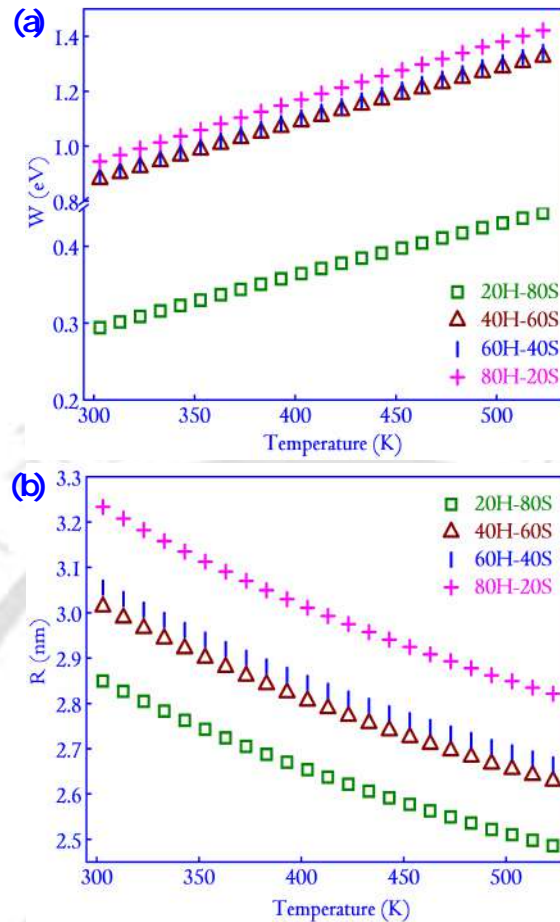 (a)
1.4
1.2
1.0
0.8
W (eV)
0.4
0.3
0.2
20H-80S
40H-60S
60H-40S
80H-20S
300 350 400 450 500
Temperature (K)
(b)
3.3
3.2
3.1
3.0
2.9
2.8
2.7
2.6
2.5
R (nm)
20H-80S
40H-60S
60H-40S
80H-20S
300 350 400 450 500
Temperature (K)